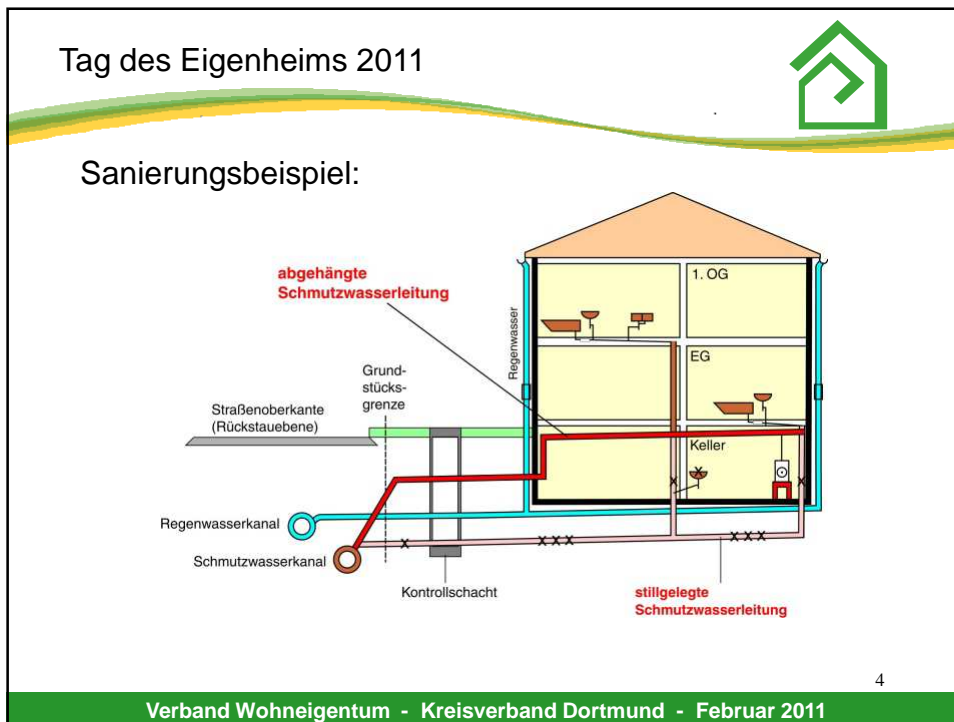 Tag des Eigenheims 2011
Sanierungsbeispiel:
abgehängte
Schmutzwasserleitung
1. OG
Regenwasser
EG
Grund-
stücks-
grenze
Straßenoberkante
(Rückstauebene)
Keller
Regenwasserkanal
Schmutzwasserkanal
Kontrollschacht
stillgelegte
Schmutzwasserleitung
4
Verband Wohneigentum - Kreisverband Dortmund - Februar 2011